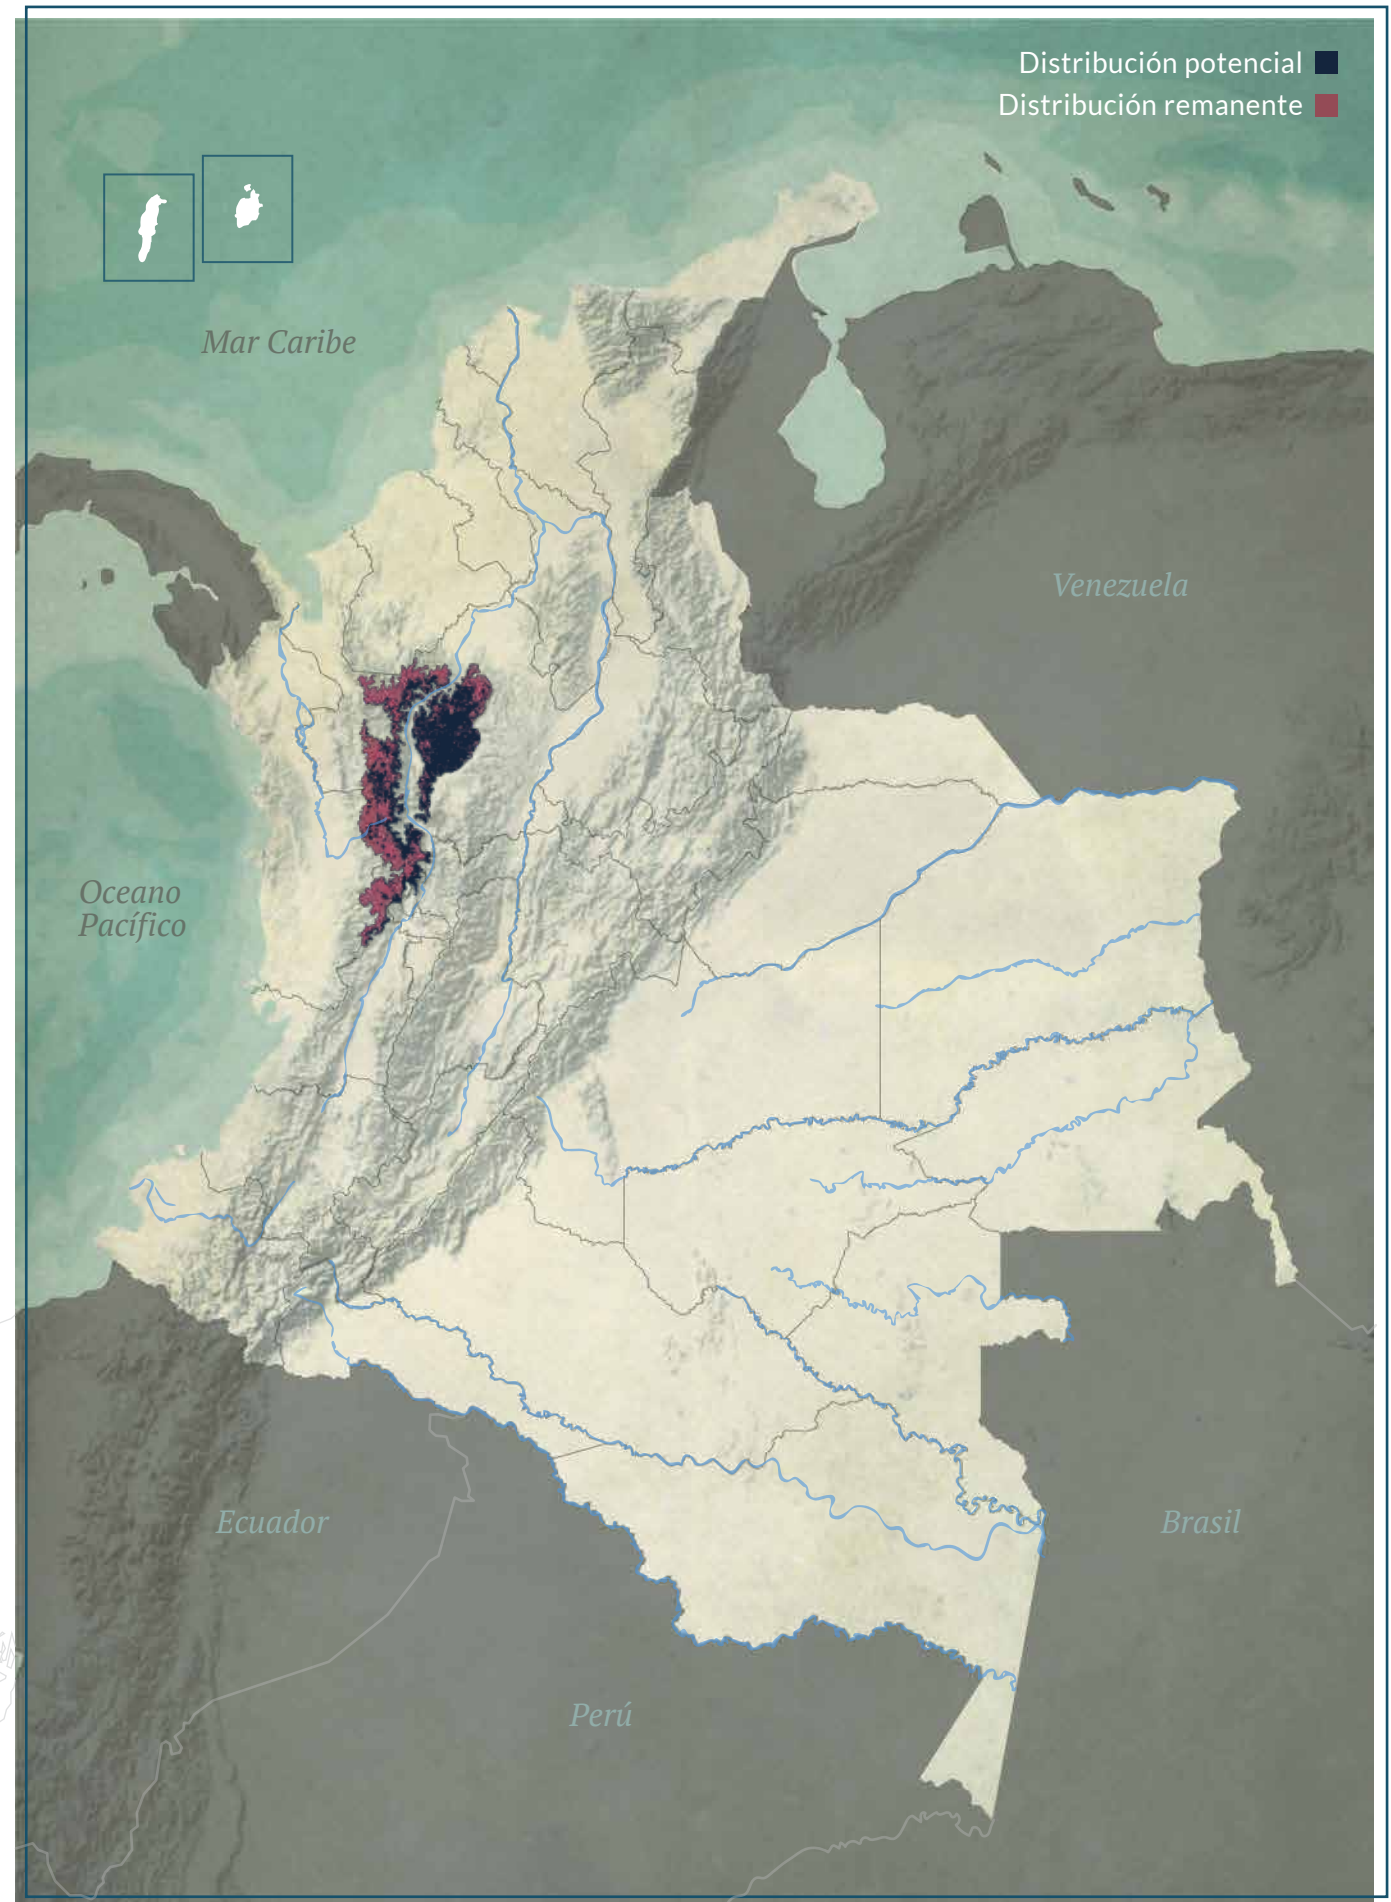 Distribución potencial
Distribución remanente
Mar Caribe
Venezuela
Oceano
Pacífico
Ecuador
Brasil
Perú